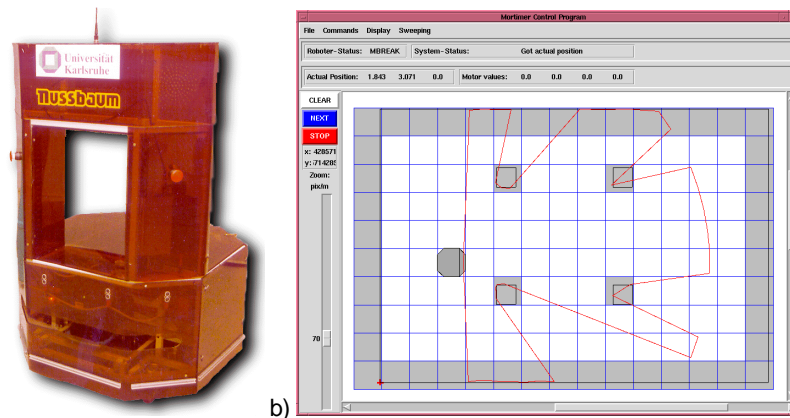 Universität
Karlsruhe
nussbaum
b)
Mortimer Control Program
File Commands Display Sweeping
Roboter-Status: MBREAK System-Status: Got actual position
Actual Position: 1.843 3.071 0.0 Motor values: 0.0 0.0 0.0 0.0
CLEAR
NEXT
STOP
x: 428571
y: 71428
Zoom:
pix/m
70